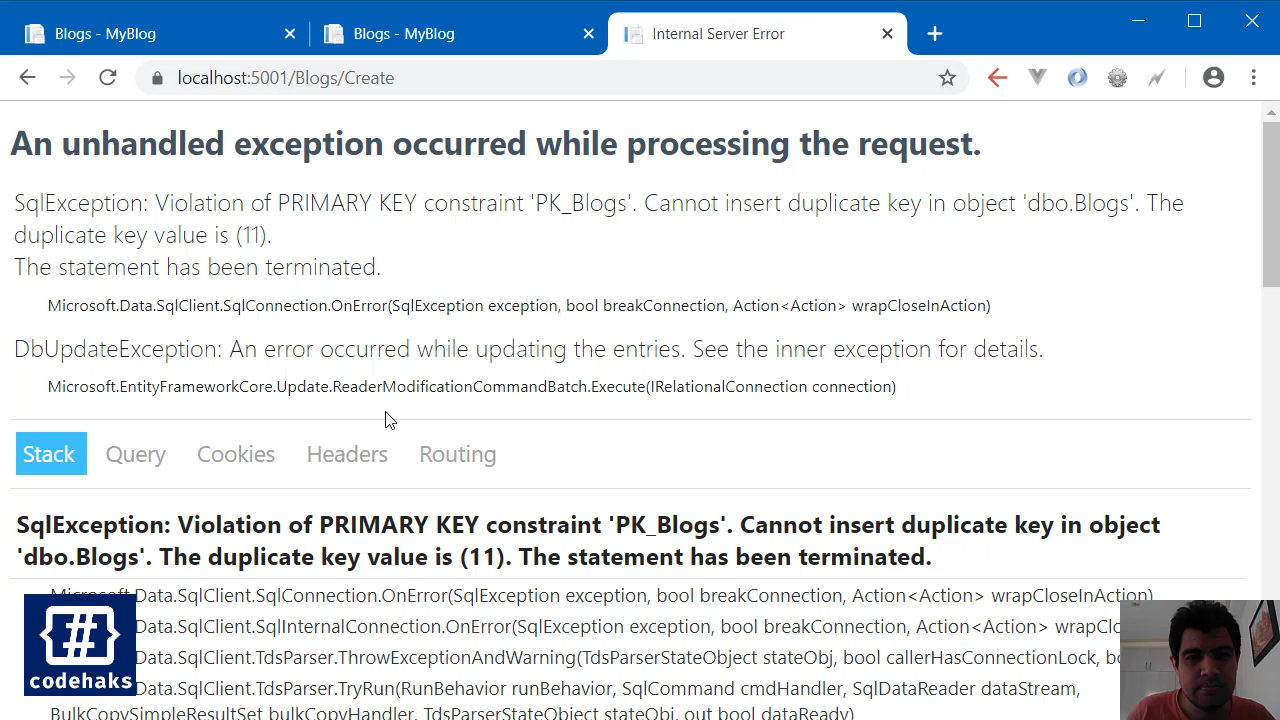 Blogs - MyBlog
Blogs - MyBlog
Internal Server Error
localhost:5001/Blogs/Create
An unhandled exception occurred while processing the request.
SqlException: Violation of PRIMARY KEY constraint 'PK_Blogs'. Cannot insert duplicate key in object 'dbo.Blogs'. The
duplicate key value is (11).
The statement has been terminated.
Microsoft.Data.SqlClient.SqlConnection.OnError(SqlException exception, bool breakConnection, Action<Action> wrapCloseInAction)
DbUpdateException: An error occurred while updating the entries. See the inner exception for details.
Microsoft.EntityFrameworkCore.Update.ReaderModificationCommandBatch.Execute(IRelationalConnection connection)
Stack Query Cookies Headers Routing
SqlException: Violation of PRIMARY KEY constraint 'PK_Blogs'. Cannot insert duplicate key in object
'dbo.Blogs'. The duplicate key value is (11). The statement has been terminated.
Data.SqlClient.SqlConnection.OnError(SqlException exception, bool breakConnection, Action<Action> wrapCloseInAction)
Data.SqlClient.SqlInternalConnection.OnError(SqlException exception, bool breakConnection, Action<Action> wrapClo
Data.SqlClient.TdsParser.ThrowExceptionAndWarning(TdsParserStateObject stateObj, bool callerHasConnectionLock, b
Data.SqlClient.TdsParser.TryRun(RunBehavior runBehavior, SqlCommand cmdHandler, SqlDataReader dataStream,
BulkCopySimpleResultSet bulkCopyHandler, TdsParserStateObject stateObj, out bool dataReady)
{#}
codehaks